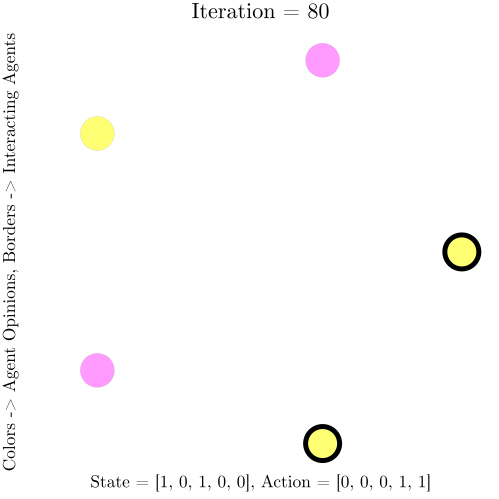 Iteration = 80
Colors -> Agent Opinions, Borders -> Interacting Agents
State = [1, 0, 1, 0, 0], Action = [0, 0, 0, 1, 1]